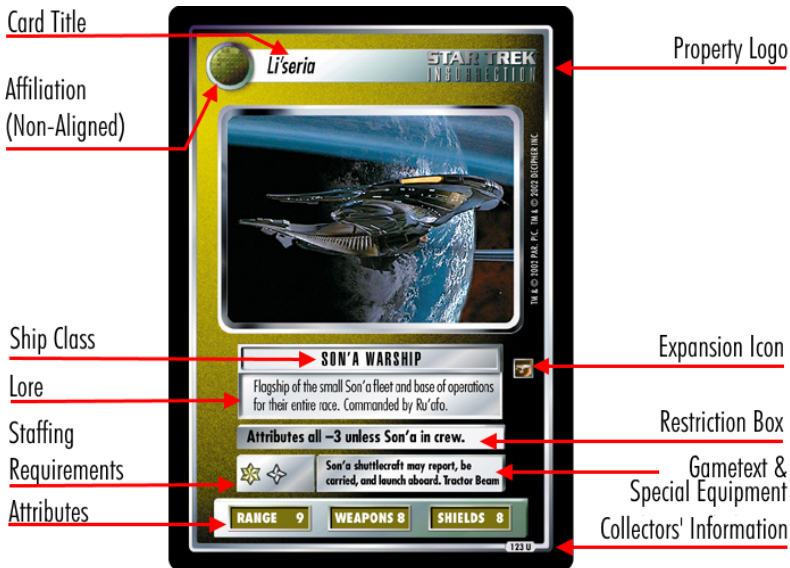 Card Title
Affiliation
(Non-Aligned)
Ship Class
Lore
Staffing
Requirements
Attributes
Li'seria
STAR TREK
INSURRECTION
TM & © 2002 PAR. PIC. TM & © 2002 DECIPHER INC.
SON'A WARSHIP
Flagship of the small Son'a fleet and base of operations
for their entire race. Commanded by Ru'afo.
Attributes all –3 unless Son'a in crew.
Son'a shuttlecraft may report, be
carried, and launch aboard. Tractor Beam
RANGE 9 WEAPONS 8 SHIELDS 8
123 U
Property Logo
Expansion Icon
Restriction Box
Gametext &
Special Equipment
Collectors' Information